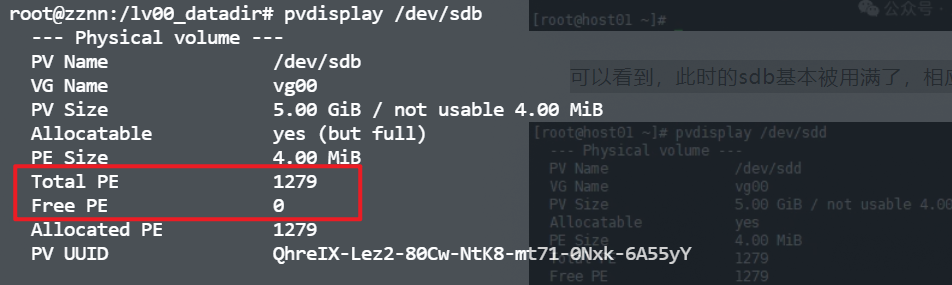 root@zznn:/lv00_datadir# pvdisplay /dev/sdb
--- Physical volume ---
PV Name /dev/sdb
VG Name vg00
PV Size 5.00 GiB / not usable 4.00 MiB
Allocatable yes (but full)
PE Size 4.00 MiB
Total PE 1279
Free PE 0
Allocated PE 1279
PV UUID QhreIX-Lez2-80Cw-NtK8-mt71-0Nxk-6A55yY
[root@host01 ~]#
公众号 ·
可以看到，此时的sdb基本被用满了，相应
[root@host01 ~]# pvdisplay /dev/sdd
--- Physical volume ---
PV Name /dev/sdd
VG Name vg00
PV Size 5.00 GiB / not usable 4.00
Allocatable yes
PE Size 4.00 MiB
Total PE 1279
Free PE 1279